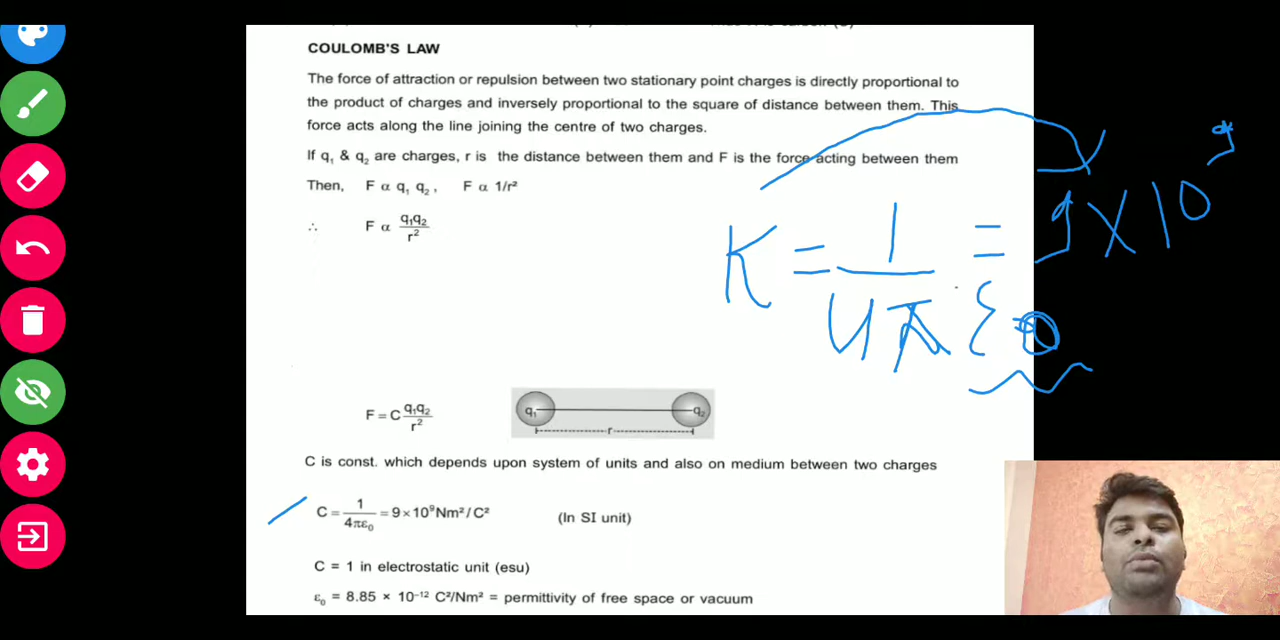 COULOMB'S LAW
The force of attraction or repulsion between two stationary point charges is directly proportional to
the product of charges and inversely proportional to the square of distance between them. This
force acts along the line joining the centre of two charges.
If q₁ & q₂ are charges, r is the distance between them and F is the force acting between them
Then, F α q₁ q₂, F α 1/r²
∴ F α q₁q₂/r²
K = 1/4π ε0 = 9×10⁹
F = C q₁q₂/r²
q₁ q₂
r
C is const. which depends upon system of units and also on medium between two charges
C = 1/4πε₀ = 9×10⁹Nm²/C² (In SI unit)
C = 1 in electrostatic unit (esu)
ε₀ = 8.85 × 10⁻¹² C²/Nm² = permittivity of free space or vacuum